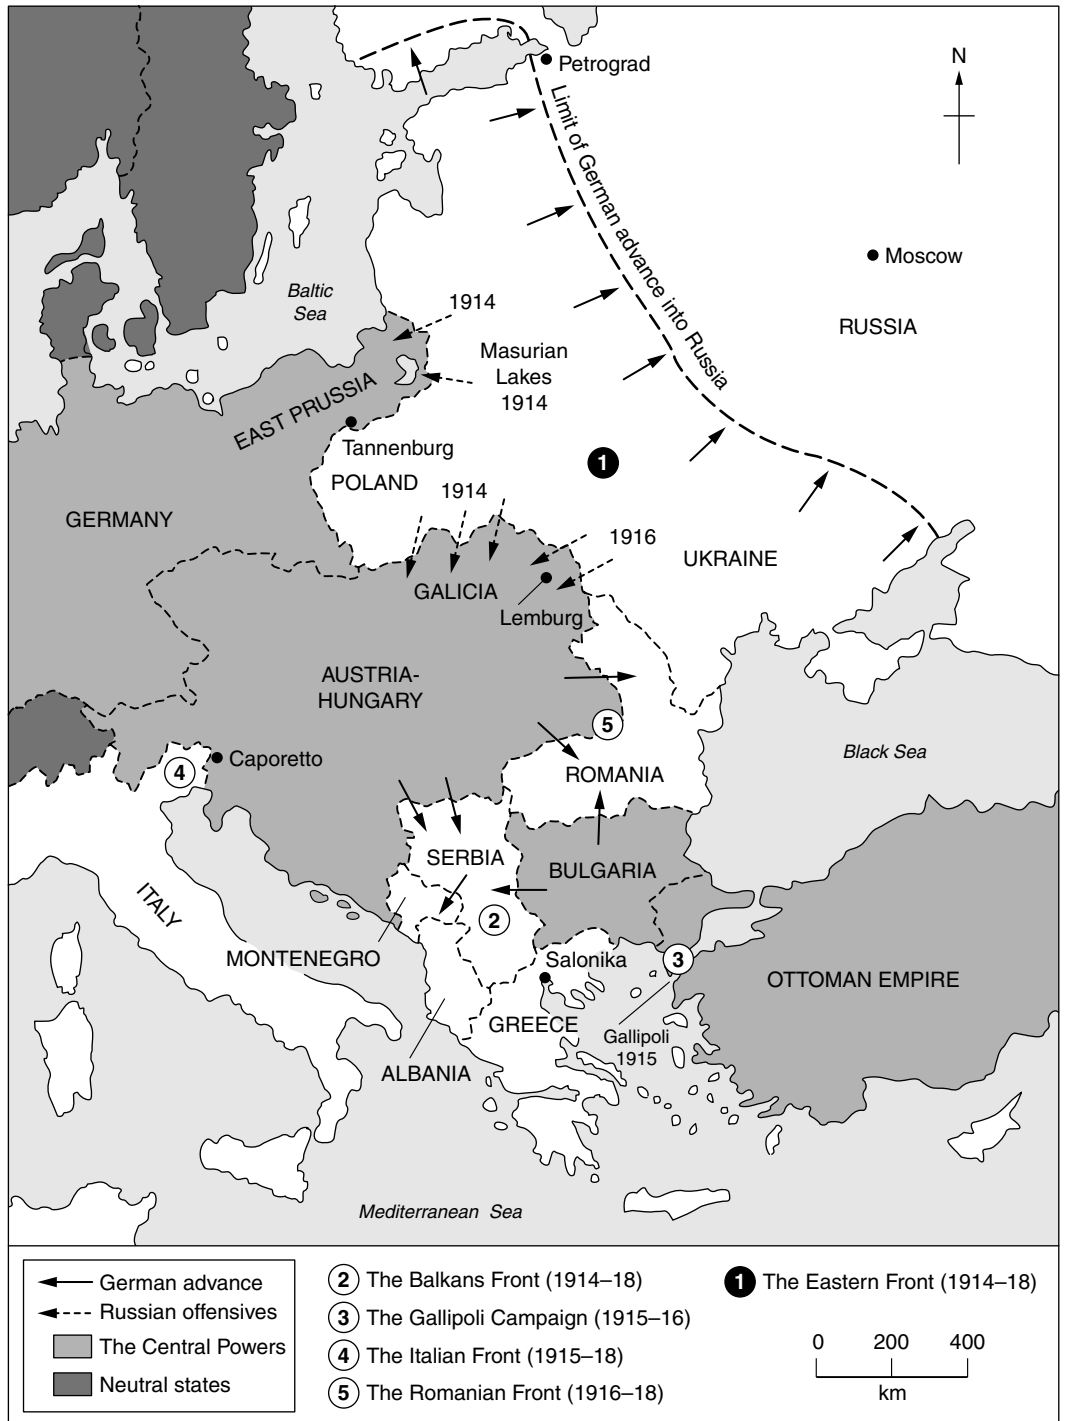 N
Petrograd
Limit of German advance into Russia
Moscow
RUSSIA
Baltic
Sea
1914
Masurian
Lakes
1914
EAST PRUSSIA
Tannenburg
POLAND
1
1914
GERMANY
1916
UKRAINE
GALICIA
Lemburg
AUSTRIA-
HUNGARY
5
Black Sea
Caporetto
4
ROMANIA
SERBIA
BULGARIA
ITALY
2
MONTENEGRO
Salonika
3
OTTOMAN EMPIRE
GREECE
Gallipoli
1915
ALBANIA
Mediterranean Sea
German advance
Russian offensives
The Central Powers
Neutral states
2 The Balkans Front (1914–18)
3 The Gallipoli Campaign (1915–16)
4 The Italian Front (1915–18)
5 The Romanian Front (1916–18)
1 The Eastern Front (1914–18)
0 200 400
km